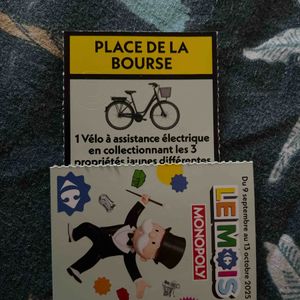 PLACE DE LA
BOURSE
1 Vélo à assistance électrique
en collectionnant les 3
propriétés jaunes différentes
Du 9 septembre au 13 octobre 2025
LE MOIS
MONOPOLY